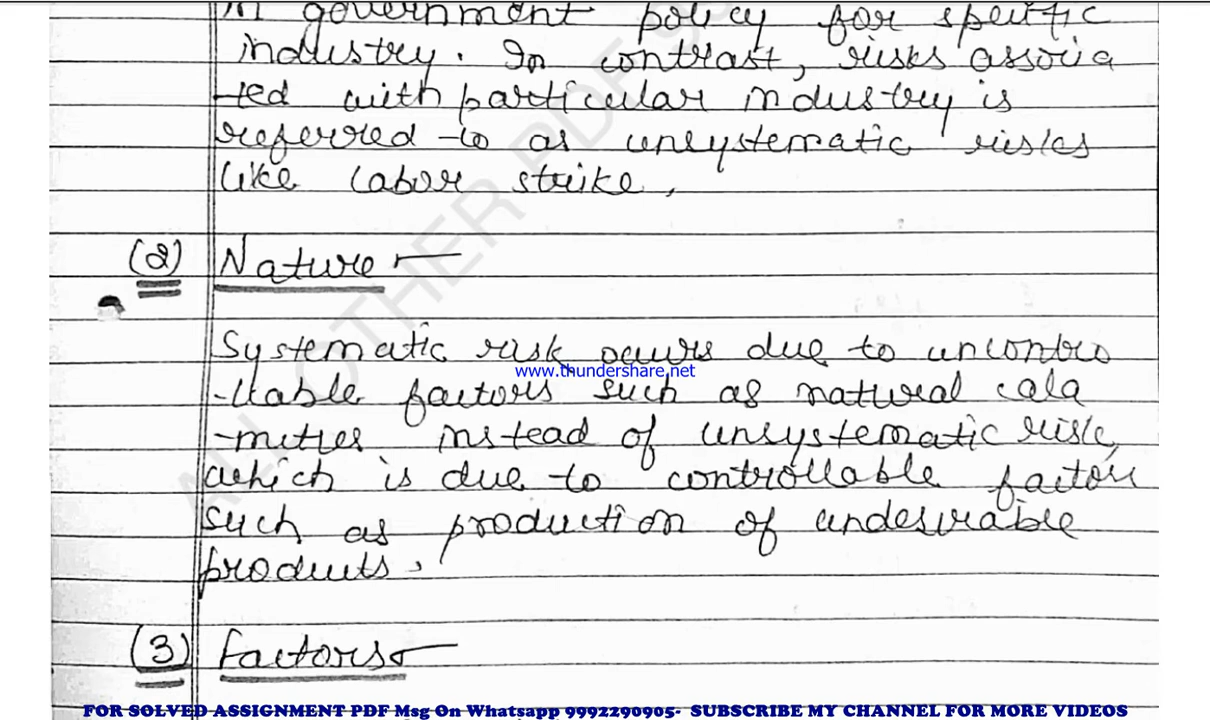 in government policy for specific
industry. In contrast, risks associa
-ted with particular industry is
referred to as unsystematic risks
like labor strike.
(2) Nature -
Systematic risk occurs due to uncontro
www.thundershare.net
-llable factors such as natural cala
-mities instead of unsystematic risk,
which is due to controllable factors
such as production of undesirable
products.
(3) Factors -
FOR SOLVED ASSIGNMENT PDF Msg On Whatsapp 9992290905- SUBSCRIBE MY CHANNEL FOR MORE VIDEOS